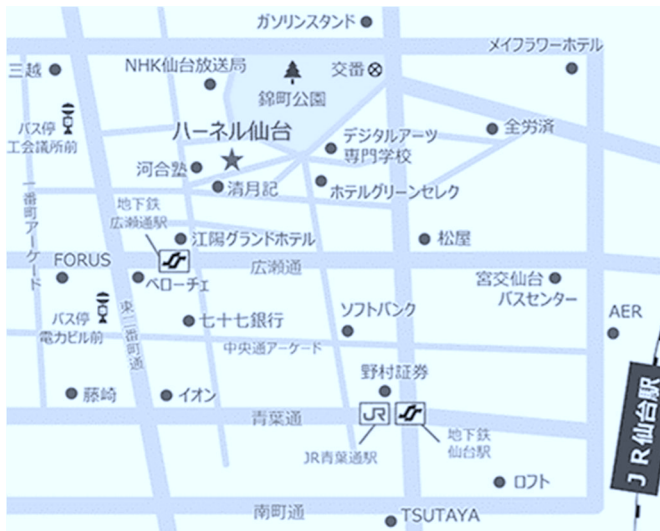 ガソリンスタンド
メイフラワーホテル
三越
NHK仙台放送局
交番
錦町公園
バス停
工会議所前
ハーネル仙台
デジタルアーツ
専門学校
全労済
河合塾
清月記
ホテルグリーンセレク
一番町アーケード
地下鉄
広瀬通駅
江陽グランドホテル
松屋
FORUS
広瀬通
ベローチェ
宮交仙台
バスセンター
バス停
電力ビル前
東二番町通
七十七銀行
ソフトバンク
AER
中央通アーケード
野村証券
藤崎
イオン
青葉通
JR
地下鉄
仙台駅
JR青葉通駅
JR仙台駅
ロフト
南町通
TSUTAYA